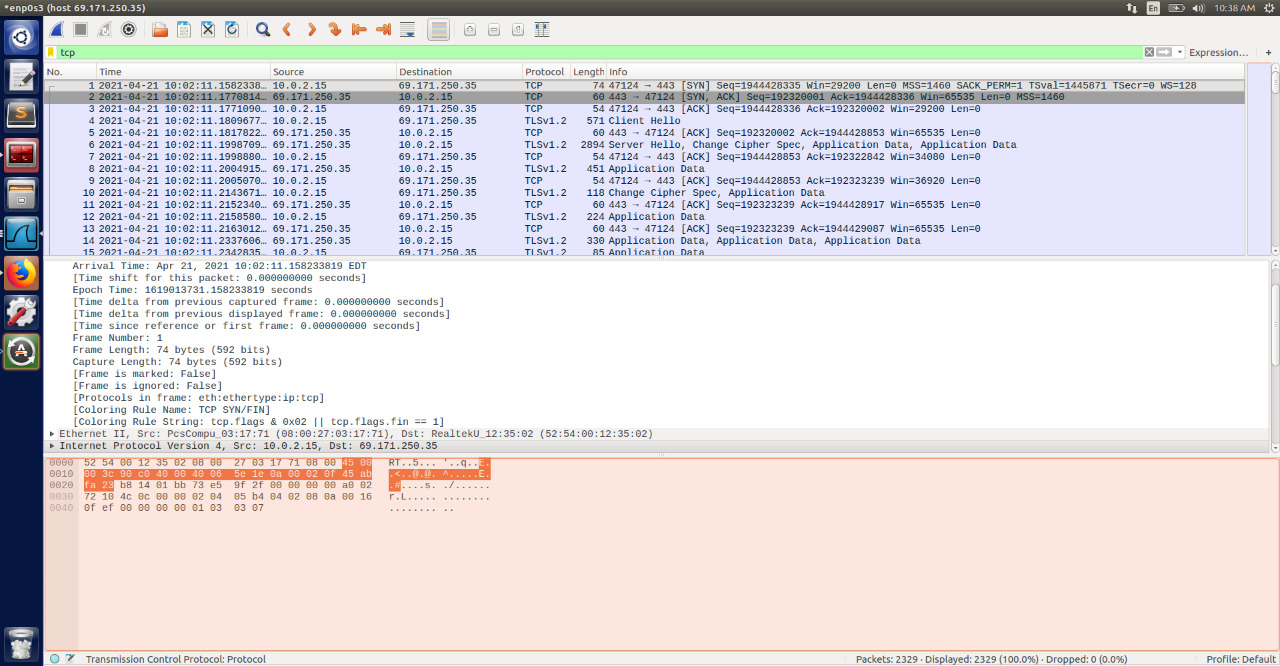 *enp0s3 (host 69.171.250.35)
En
10:38 AM
tcp
Expression…
+
No. Time Source Destination Protocol Length Info
1 2021-04-21 10:02:11.1582338… 10.0.2.15 69.171.250.35 TCP 74 47124 → 443 [SYN] Seq=1944428335 Win=29200 Len=0 MSS=1460 SACK_PERM=1 TSval=1445871 TSecr=0 WS=128
2 2021-04-21 10:02:11.1770814… 69.171.250.35 10.0.2.15 TCP 60 443 → 47124 [SYN, ACK] Seq=192320001 Ack=1944428336 Win=65535 Len=0 MSS=1460
3 2021-04-21 10:02:11.1771090… 10.0.2.15 69.171.250.35 TCP 54 47124 → 443 [ACK] Seq=1944428336 Ack=192320002 Win=29200 Len=0
4 2021-04-21 10:02:11.1809677… 10.0.2.15 69.171.250.35 TLSv1.2 571 Client Hello
5 2021-04-21 10:02:11.1817822… 69.171.250.35 10.0.2.15 TCP 60 443 → 47124 [ACK] Seq=192320002 Ack=1944428853 Win=65535 Len=0
6 2021-04-21 10:02:11.1998709… 69.171.250.35 10.0.2.15 TLSv1.2 2894 Server Hello, Change Cipher Spec, Application Data, Application Data
7 2021-04-21 10:02:11.1998880… 10.0.2.15 69.171.250.35 TCP 54 47124 → 443 [ACK] Seq=1944428853 Ack=192322842 Win=34080 Len=0
8 2021-04-21 10:02:11.2004915… 69.171.250.35 10.0.2.15 TLSv1.2 451 Application Data
9 2021-04-21 10:02:11.2005070… 10.0.2.15 69.171.250.35 TCP 54 47124 → 443 [ACK] Seq=1944428853 Ack=192323239 Win=36920 Len=0
10 2021-04-21 10:02:11.2143671… 10.0.2.15 69.171.250.35 TLSv1.2 118 Change Cipher Spec, Application Data
11 2021-04-21 10:02:11.2152340… 69.171.250.35 10.0.2.15 TCP 60 443 → 47124 [ACK] Seq=192323239 Ack=1944428917 Win=65535 Len=0
12 2021-04-21 10:02:11.2158580… 10.0.2.15 69.171.250.35 TLSv1.2 224 Application Data
13 2021-04-21 10:02:11.2163012… 69.171.250.35 10.0.2.15 TCP 60 443 → 47124 [ACK] Seq=192323239 Ack=1944429087 Win=65535 Len=0
14 2021-04-21 10:02:11.2337606… 69.171.250.35 10.0.2.15 TLSv1.2 330 Application Data, Application Data, Application Data
15 2021-04-21 10:02:11.2342835… 10.0.2.15 69.171.250.35 TLSv1.2 85 Application Data
Arrival Time: Apr 21, 2021 10:02:11.158233819 EDT
[Time shift for this packet: 0.000000000 seconds]
Epoch Time: 1619013731.158233819 seconds
[Time delta from previous captured frame: 0.000000000 seconds]
[Time delta from previous displayed frame: 0.000000000 seconds]
[Time since reference or first frame: 0.000000000 seconds]
Frame Number: 1
Frame Length: 74 bytes (592 bits)
Capture Length: 74 bytes (592 bits)
[Frame is marked: False]
[Frame is ignored: False]
[Protocols in frame: eth:ethertype:ip:tcp]
[Coloring Rule Name: TCP SYN/FIN]
[Coloring Rule String: tcp.flags & 0x02 || tcp.flags.fin == 1]
Ethernet II, Src: PcsCompu_03:17:71 (08:00:27:03:17:71), Dst: RealtekU_12:35:02 (52:54:00:12:35:02)
Internet Protocol Version 4, Src: 10.0.2.15, Dst: 69.171.250.35
0000 52 54 00 12 35 02 08 00 27 03 17 71 08 00 45 00 RT..5... '..q..E.
0010 00 3c 90 c0 40 00 40 06 5e 1e 0a 00 02 0f 45 ab .<..@.@. ^.....E.
0020 fa 23 b8 14 01 bb 73 e5 9f 2f 00 00 00 00 a0 02 .#....s. ./......
0030 72 10 4c 0c 00 00 02 04 05 b4 04 02 08 0a 00 16 r.L..... ........
0040 0f ef 00 00 00 00 01 03 03 07 ........ ..
Transmission Control Protocol: Protocol
Packets: 2329 · Displayed: 2329 (100.0%) · Dropped: 0 (0.0%)
Profile: Default